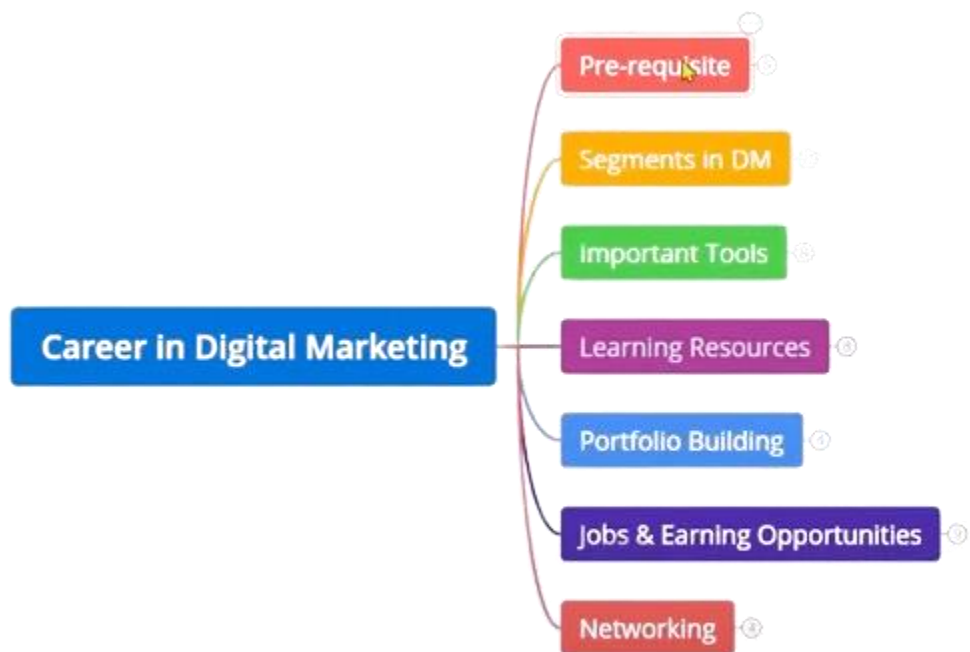 Pre-requisite
Segments in DM
Important Tools
Career in Digital Marketing
Learning Resources
Portfolio Building
Jobs & Earning Opportunities
Networking